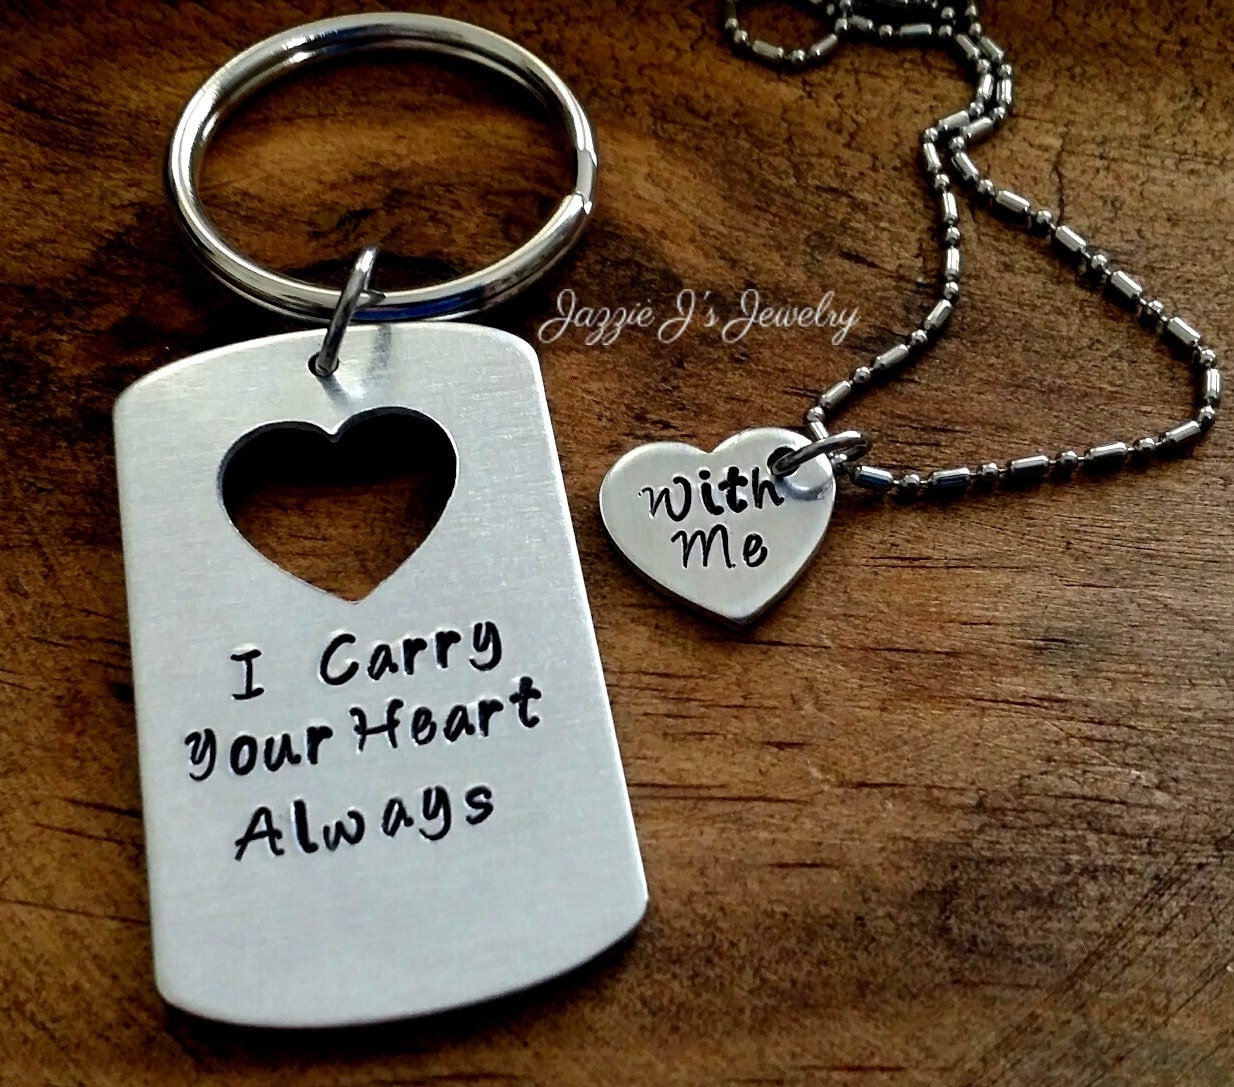 Jazzie J's Jewelry
With
Me
I Carry
your Heart
Always